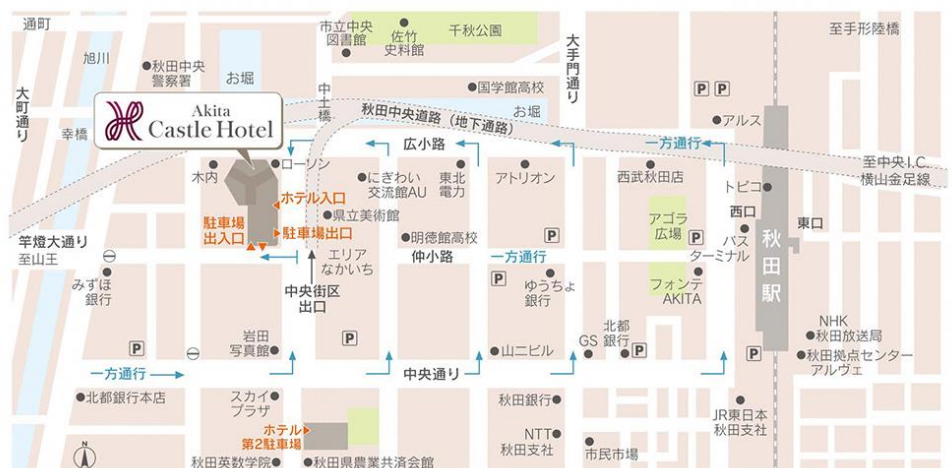 通町
旭川
大町通り
幸橋
秋田中央
警察署
お堀
Akita
Castle Hotel
市立中央
図書館
佐竹
史料館
千秋公園
中土橋
国学館高校
お堀
大手門通り
至手形陸橋
秋田中央道路（地下通路）
広小路
一方通行
アルス
至中央I.C.
横山金足線
木内
ローソン
ホテル入口
にぎわい
交流館AU
東北
電力
アトリオン
西武秋田店
トピコ
西口
東口
駐車場
出入口
駐車場出口
県立美術館
明徳館高校
アゴラ
広場
バス
ターミナル
秋田駅
竿燈大通り
至山王
エリア
なかいち
仲小路
一方通行
P
P
P
P
P
みずほ
銀行
中央街区
出口
ゆうちょ
銀行
フォンテ
AKITA
P
岩田
写真館
P
山二ビル
GS
北都
銀行
P
P
NHK
秋田放送局
秋田拠点センター
アルヴェ
一方通行
中央通り
北都銀行本店
スカイ
プラザ
秋田銀行
JR東日本
秋田支社
ホテル
第2駐車場
NTT
秋田支社
市民市場
N
秋田英数学院
秋田県農業共済会館